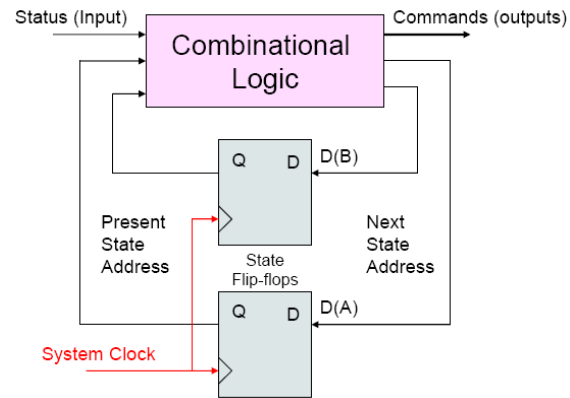 Status (Input)
Commands (outputs)
Combinational
Logic
Q D D(B)
Present
State
Address
Next
State
Address
State
Flip-flops
Q D D(A)
System Clock